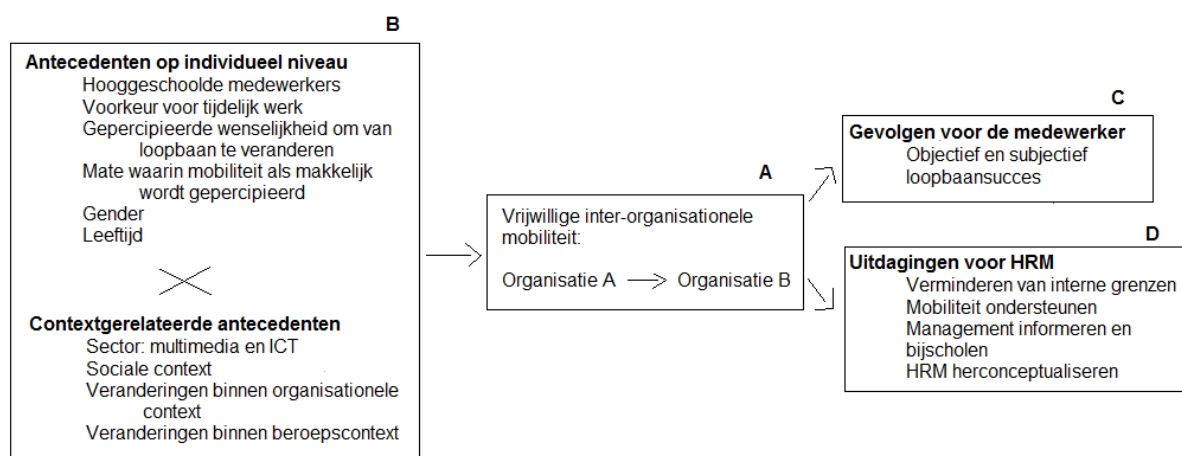 B
Antecedenten op individueel niveau
Hooggeschoolde medewerkers
Voorkeur voor tijdelijk werk
Gepercipieerde wenselijkheid om van
loopbaan te veranderen
Mate waarin mobiliteit als makkelijk
wordt gepercipieerd
Gender
Leeftijd
Contextgerelateerde antecedenten
Sector: multimedia en ICT
Sociale context
Veranderingen binnen organisationele
context
Veranderingen binnen beroepscontext
A
Vrijwillige inter-organisationele
mobiliteit:
Organisatie A
Organisatie B
C
Gevolgen voor de medewerker
Objectief en subjectief
loopbaansucces
D
Uitdagingen voor HRM
Verminderen van interne grenzen
Mobiliteit ondersteunen
Management informeren en
bijscholen
HRM herconceptualiseren